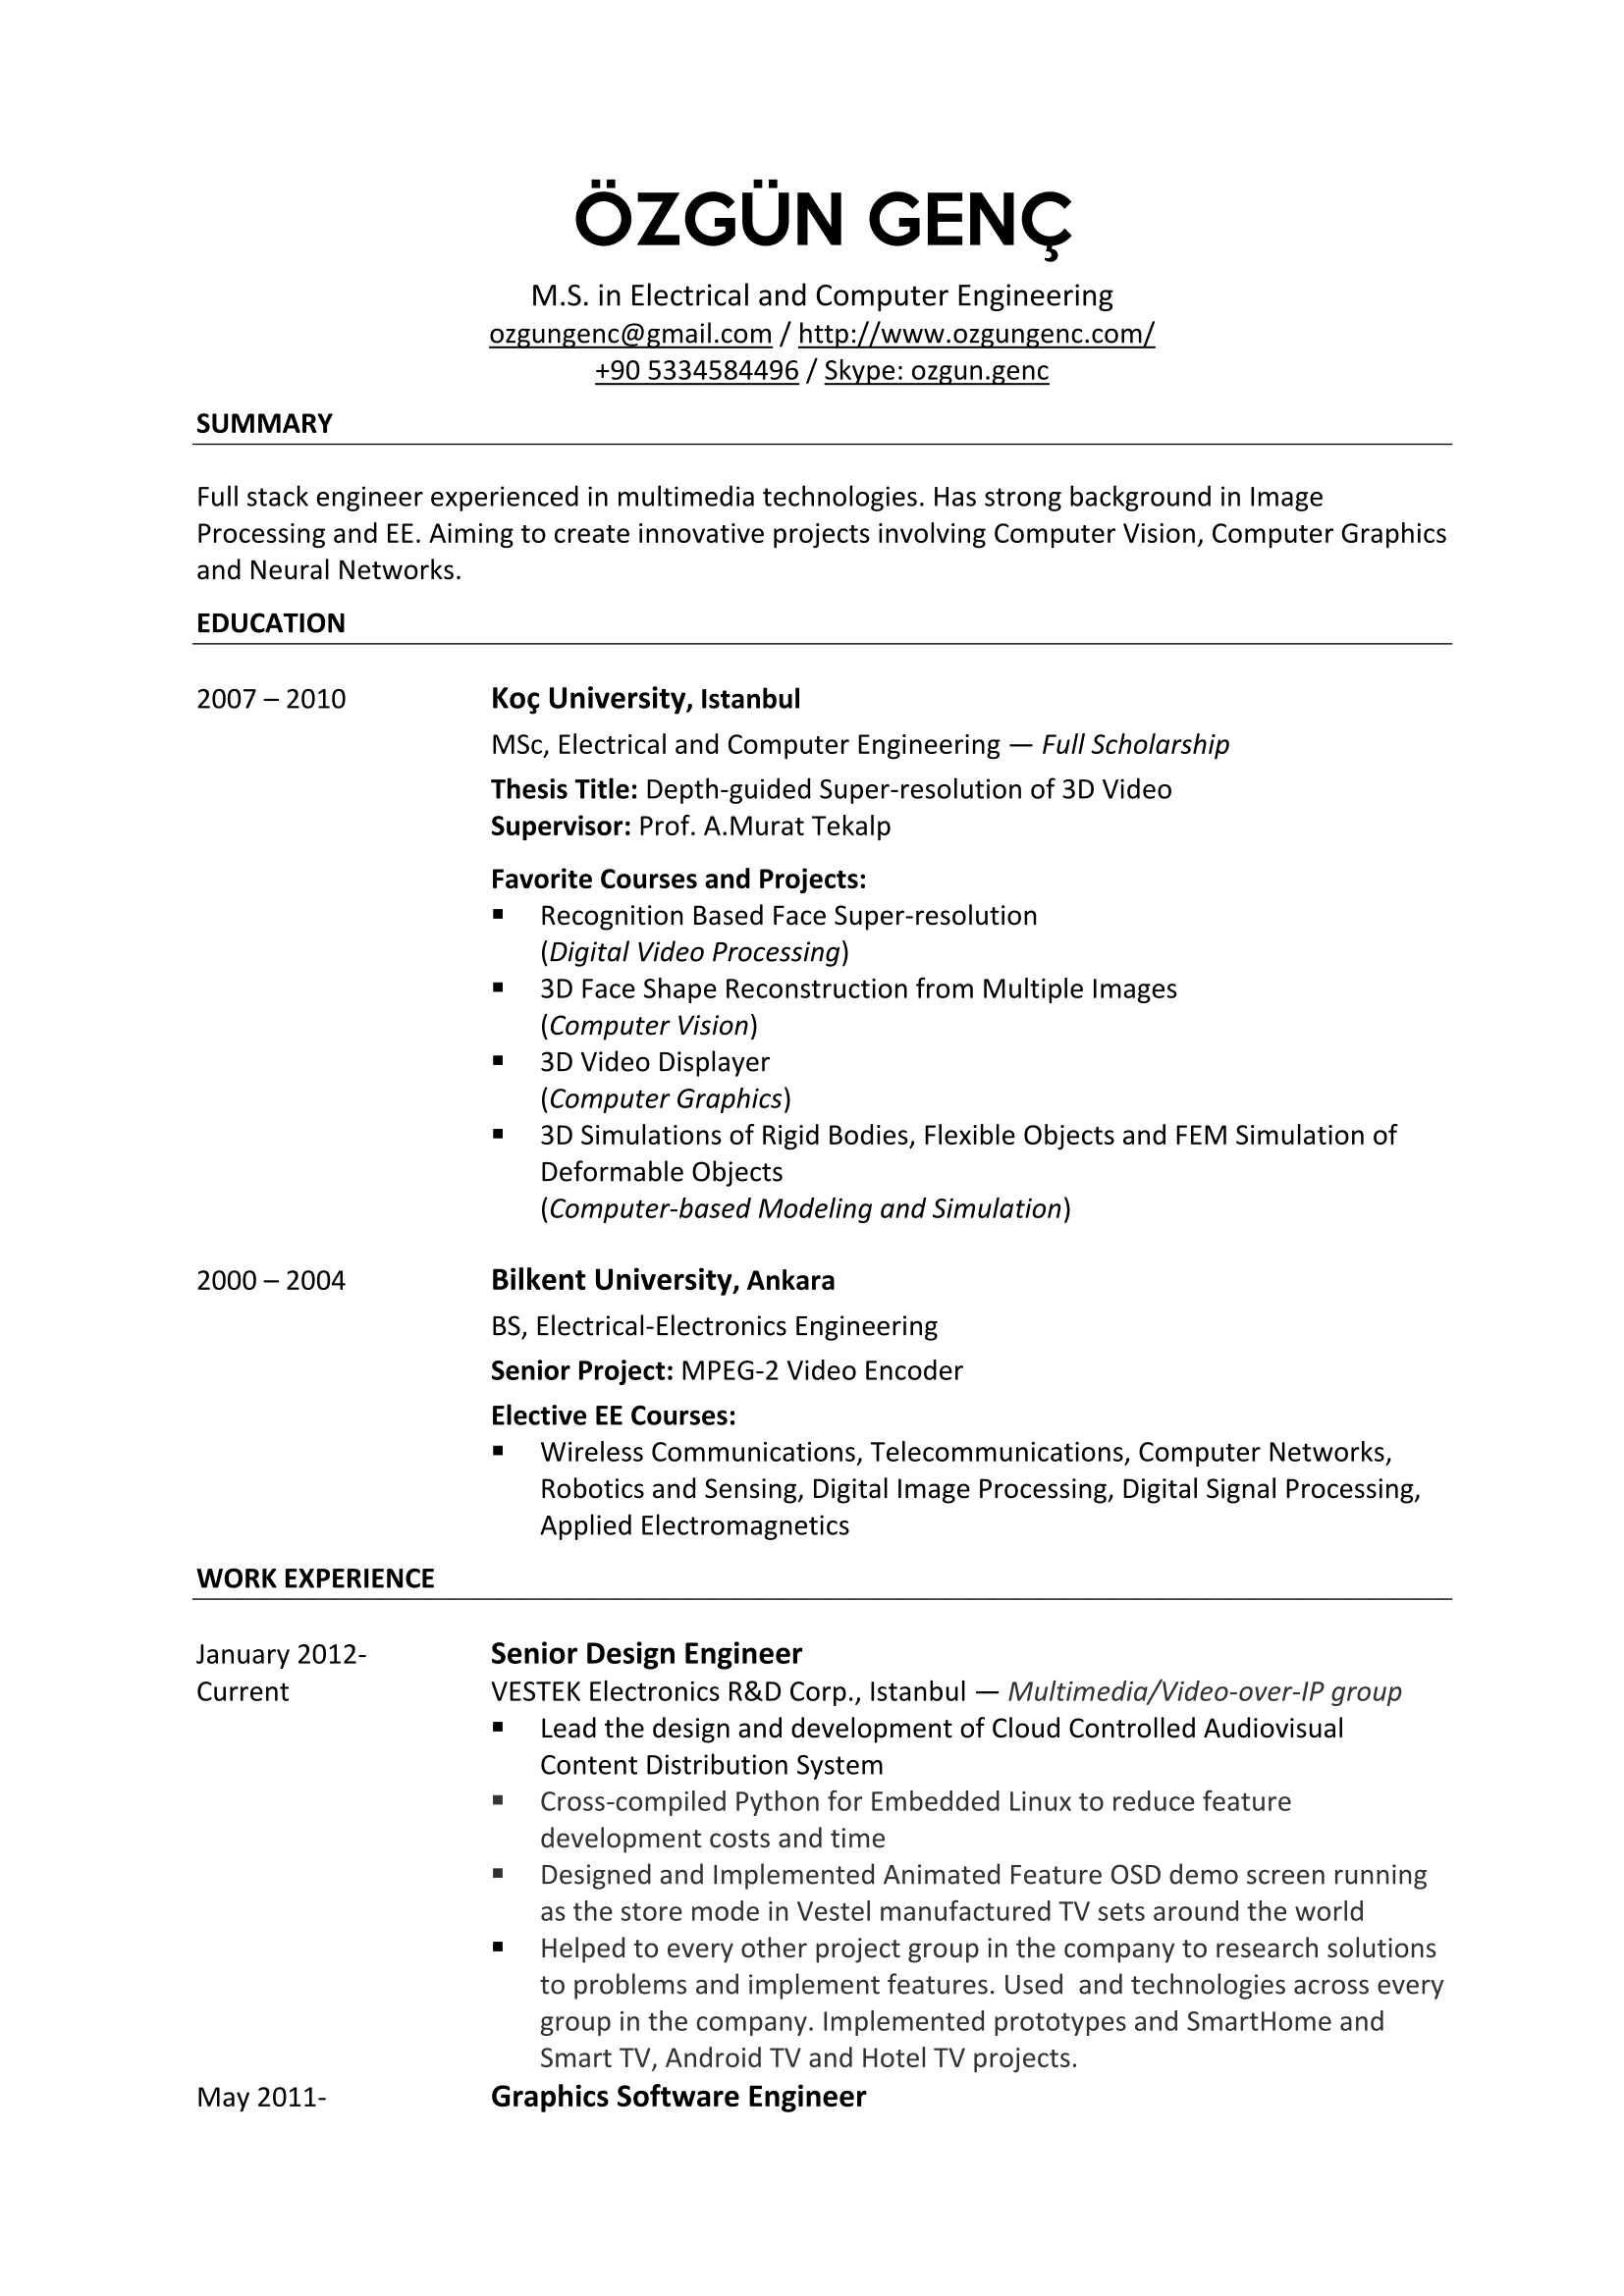 ÖZGÜN GENÇ
M.S. in Electrical and Computer Engineering
ozgungenc@gmail.com / http://www.ozgungenc.com/
+90 5334584496 / Skype: ozgun.genc
SUMMARY
Full stack engineer experienced in multimedia technologies. Has strong background in Image
Processing and EE. Aiming to create innovative projects involving Computer Vision, Computer Graphics
and Neural Networks.
EDUCATION
2007 – 2010 Koç University, Istanbul
MSc, Electrical and Computer Engineering — Full Scholarship
Thesis Title: Depth-guided Super-resolution of 3D Video
Supervisor: Prof. A.Murat Tekalp
Favorite Courses and Projects:
▪ Recognition Based Face Super-resolution
(Digital Video Processing)
▪ 3D Face Shape Reconstruction from Multiple Images
(Computer Vision)
▪ 3D Video Displayer
(Computer Graphics)
▪ 3D Simulations of Rigid Bodies, Flexible Objects and FEM Simulation of
Deformable Objects
(Computer-based Modeling and Simulation)
2000 – 2004 Bilkent University, Ankara
BS, Electrical-Electronics Engineering
Senior Project: MPEG-2 Video Encoder
Elective EE Courses:
▪ Wireless Communications, Telecommunications, Computer Networks,
Robotics and Sensing, Digital Image Processing, Digital Signal Processing,
Applied Electromagnetics
WORK EXPERIENCE
January 2012- Senior Design Engineer
Current VESTEK Electronics R&D Corp., Istanbul — Multimedia/Video-over-IP group
▪ Lead the design and development of Cloud Controlled Audiovisual
Content Distribution System
▪ Cross-compiled Python for Embedded Linux to reduce feature
development costs and time
▪ Designed and Implemented Animated Feature OSD demo screen running
as the store mode in Vestel manufactured TV sets around the world
▪ Helped to every other project group in the company to research solutions
to problems and implement features. Used  and technologies across every
group in the company. Implemented prototypes and SmartHome and
Smart TV, Android TV and Hotel TV projects.
May 2011- Graphics Software Engineer